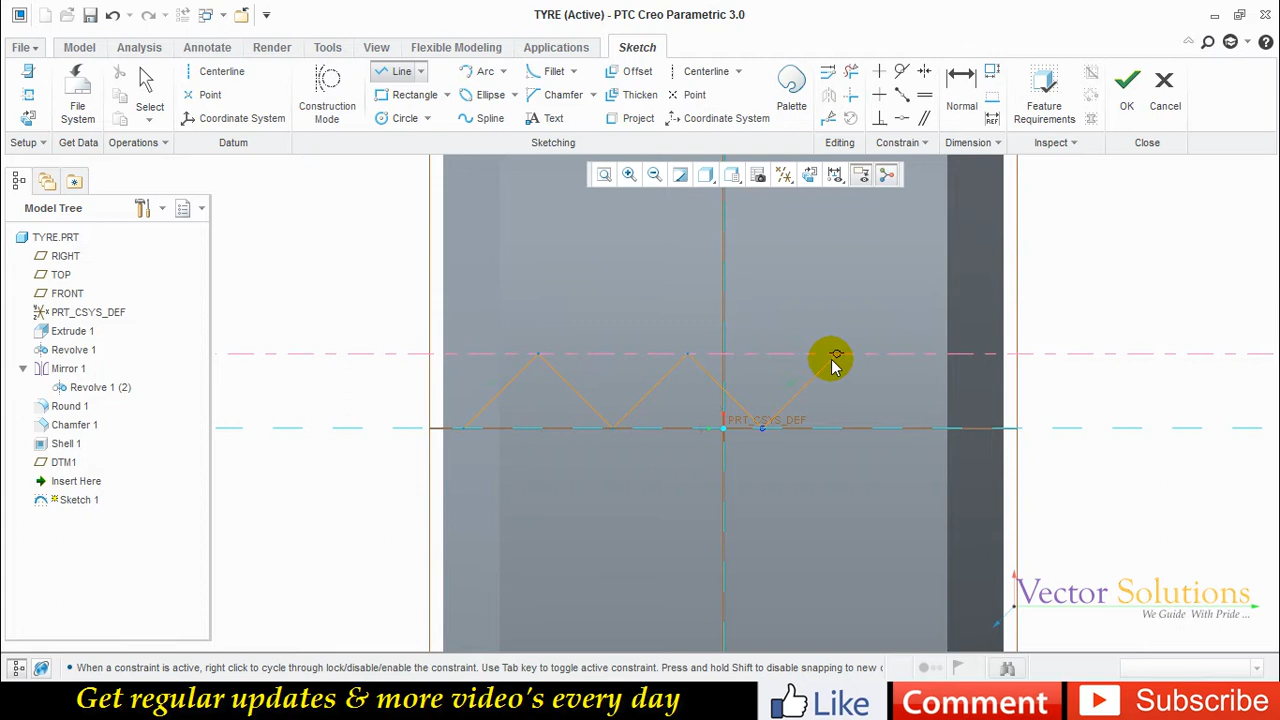 TYRE (Active) - PTC Creo Parametric 3.0
File Model Analysis Annotate Render Tools View Flexible Modeling Applications Sketch
Centerline Line Arc Fillet Offset Centerline
Point Rectangle Ellipse Chamfer Thicken Point
Coordinate System Circle Spline Text Project Coordinate System
File System
Select
Construction Mode
Palette
Normal
Feature Requirements
OK
Cancel
Setup Get Data Operations Datum Sketching Editing Constrain Dimension Inspect Close
Model Tree
TYRE.PRT
RIGHT
TOP
FRONT
PRT_CSYS_DEF
Extrude 1
Revolve 1
Mirror 1
Revolve 1 (2)
Round 1
Chamfer 1
Shell 1
DTM1
Insert Here
Sketch 1
PRT_CSYS_DEF
Vector Solutions
We Guide With Pride ...
• When a constraint is active, right click to cycle through lock/disable/enable the constraint. Use Tab key to toggle active constraint. Press and hold Shift to disable snapping to new c
Get regular updates & more video's every day
Like
Comment
Subscribe